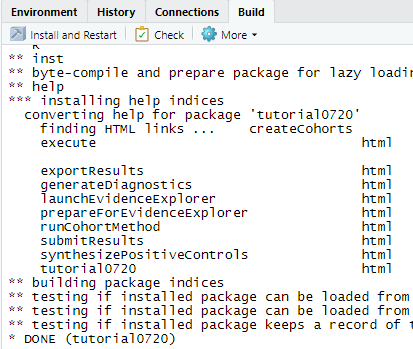 Environment History Connections Build
Install and Restart Check More
R
** inst
** byte-compile and prepare package for lazy loadin
** help
*** installing help indices
converting help for package 'tutorial0720'
finding HTML links ... createCohorts
execute html
exportResults html
generateDiagnostics html
launchEvidenceExplorer html
prepareForEvidenceExplorer html
runCohortMethod html
submitResults html
synthesizePositiveControls html
tutorial0720 html
** building package indices
** testing if installed package can be loaded from
** testing if installed package can be loaded from
** testing if installed package keeps a record of t
* DONE (tutorial0720)